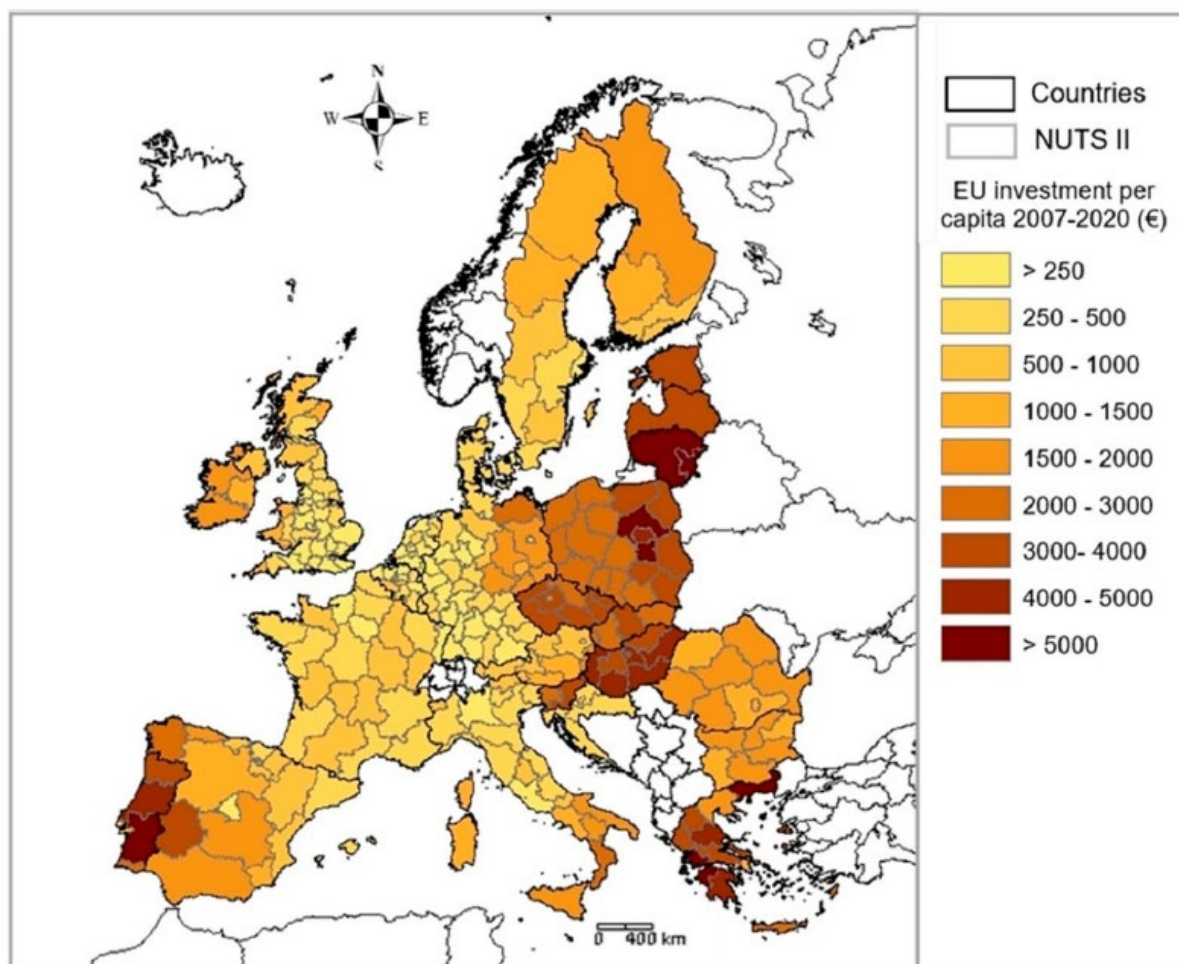 N
W E
S
Countries
NUTS II
EU investment per
capita 2007-2020 (€)
> 250
250 - 500
500 - 1000
1000 - 1500
1500 - 2000
2000 - 3000
3000- 4000
4000 - 5000
> 5000
0 400 km